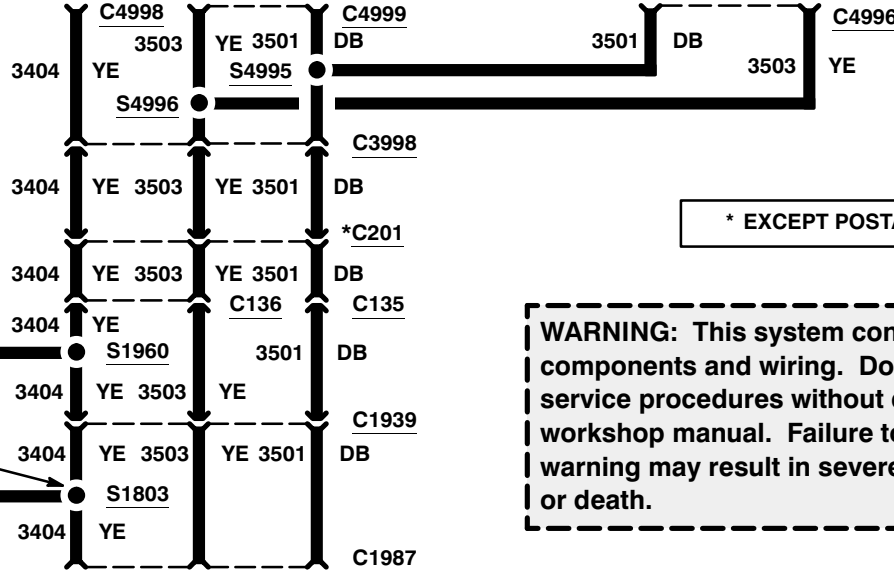 C4998 C4999 C4996
3503 YE 3501 DB 3501 DB
3404 YE S4995 3503 YE
S4996
C3998
3404 YE 3503 YE 3501 DB
*C201
* EXCEPT POSTA
3404 YE 3503 YE 3501 DB
C136 C135
3404 YE
S1960 3501 DB
WARNING: This system con
components and wiring. Do
3404 YE 3503 YE
service procedures without
C1939
workshop manual. Failure t
3404 YE 3503 YE 3501 DB
warning may result in severe
S1803
or death.
3404 YE
C1987